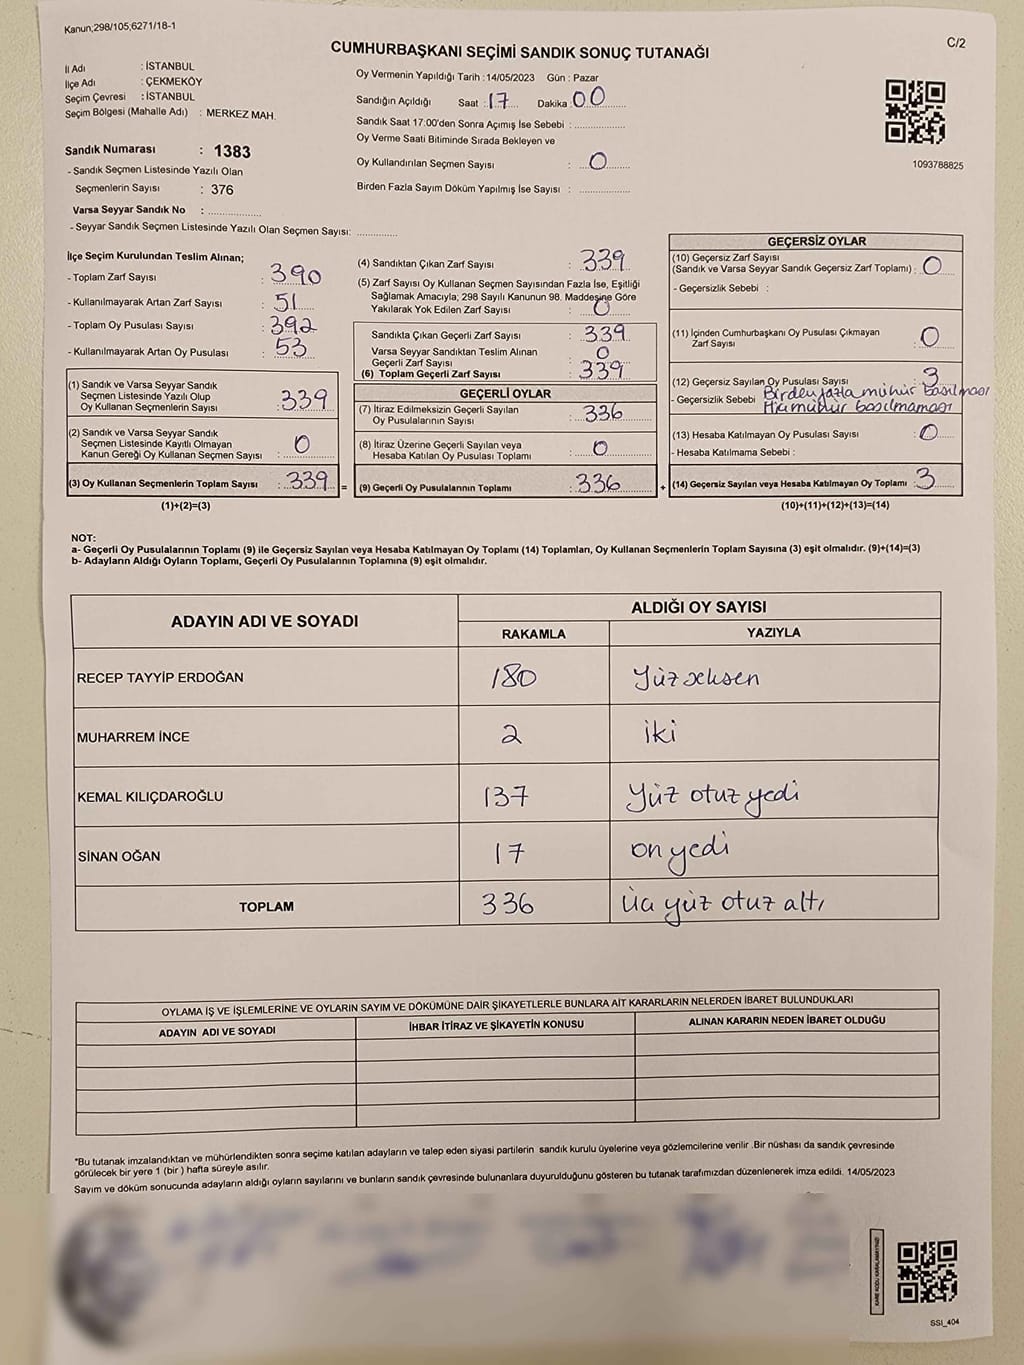 Kanun;298/105;6271/18-1
C/2
CUMHURBAŞKANI SEÇİMİ SANDIK SONUÇ TUTANAĞI
İl Adı : İSTANBUL
İlçe Adı : ÇEKMEKÖY
Seçim Çevresi : İSTANBUL
Seçim Bölgesi (Mahalle Adı) : MERKEZ MAH.
Sandık Numarası : 1383
- Sandık Seçmen Listesinde Yazılı Olan
Seçmenlerin Sayısı : 376
Varsa Seyyar Sandık No : ................
- Seyyar Sandık Seçmen Listesinde Yazılı Olan Seçmen Sayısı: ............
Oy Vermenin Yapıldığı Tarih :14/05/2023 Gün : Pazar
Sandığın Açıldığı Saat :17 Dakika :00
Sandık Saat 17:00'den Sonra Açımış İse Sebebi : ...............
Oy Verme Saati Bitiminde Sırada Bekleyen ve
Oy Kullandırılan Seçmen Sayısı : 0
Birden Fazla Sayım Döküm Yapılmış İse Sayısı : ...............
1093788825
İlçe Seçim Kurulundan Teslim Alınan;
- Toplam Zarf Sayısı : 390
- Kullanılmayarak Artan Zarf Sayısı : 51
- Toplam Oy Pusulası Sayısı : 392
- Kullanılmayarak Artan Oy Pusulası : 53
(1) Sandık ve Varsa Seyyar Sandık
Seçmen Listesinde Yazılı Olup
Oy Kullanan Seçmenlerin Sayısı : 339
(2) Sandık ve Varsa Seyyar Sandık
Seçmen Listesinde Kayıtlı Olmayan
Kanun Gereği Oy Kullanan Seçmen Sayısı : 0
(3) Oy Kullanan Seçmenlerin Toplam Sayısı : 339 =
(1)+(2)=(3)
(4) Sandıktan Çıkan Zarf Sayısı : 339
(5) Zarf Sayısı Oy Kullanan Seçmen Sayısından Fazla İse, Eşitliği
Sağlamak Amacıyla; 298 Sayılı Kanunun 98. Maddesine Göre
Yakılarak Yok Edilen Zarf Sayısı : 0
Sandıkta Çıkan Geçerli Zarf Sayısı : 339
Varsa Seyyar Sandıktan Teslim Alınan
Geçerli Zarf Sayısı : 0
(6) Toplam Geçerli Zarf Sayısı : 339
GEÇERLİ OYLAR
(7) İtiraz Edilmeksizin Geçerli Sayılan
Oy Pusulalarının Sayısı : 336
(8) İtiraz Üzerine Geçerli Sayılan veya
Hesaba Katılan Oy Pusulası Toplamı : 0
(9) Geçerli Oy Pusulalarının Toplamı : 336 +
GEÇERSİZ OYLAR
(10) Geçersiz Zarf Sayısı
(Sandık ve Varsa Seyyar Sandık Geçersiz Zarf Toplamı) : 0
- Geçersizlik Sebebi :
(11) İçinden Cumhurbaşkanı Oy Pusulası Çıkmayan
Zarf Sayısı : 0
(12) Geçersiz Sayılan Oy Pusulası Sayısı : 3
- Geçersizlik Sebebi : Birden fazla mühür basılması
Hiç mühür basılmaması
(13) Hesaba Katılmayan Oy Pusulası Sayısı : 0
- Hesaba Katılmama Sebebi :
(14) Geçersiz Sayılan veya Hesaba Katılmayan Oy Toplamı : 3
(10)+(11)+(12)+(13)=(14)
NOT:
a- Geçerli Oy Pusulalarının Toplamı (9) ile Geçersiz Sayılan veya Hesaba Katılmayan Oy Toplamı (14) Toplamları, Oy Kullanan Seçmenlerin Toplam Sayısına (3) eşit olmalıdır. (9)+(14)=(3)
b- Adayların Aldığı Oyların Toplamı, Geçerli Oy Pusulalarının Toplamına (9) eşit olmalıdır.
ADAYIN ADI VE SOYADI
ALDIĞI OY SAYISI
RAKAMLA YAZIYLA
RECEP TAYYİP ERDOĞAN 180 Yüz seksen
MUHARREM İNCE 2 iki
KEMAL KILIÇDAROĞLU 137 Yüz otuz yedi
SİNAN OĞAN 17 on yedi
TOPLAM 336 Üç yüz otuz altı
OYLAMA İŞ VE İŞLEMLERİNE VE OYLARIN SAYIM VE DÖKÜMÜNE DAİR ŞİKAYETLERLE BUNLARA AİT KARARLARIN NELERDEN İBARET BULUNDUKLARI
ADAYIN ADI VE SOYADI İHBAR İTİRAZ VE ŞİKAYETİN KONUSU ALINAN KARARIN NEDEN İBARET OLDUĞU
*Bu tutanak imzalandıktan ve mühürlendikten sonra seçime katılan adayların ve talep eden siyasi partilerin sandık kurulu üyelerine veya gözlemcilerine verilir .Bir nüshası da sandık çevresinde
görülecek bir yere 1 (bir ) hafta süreyle asılır.
Sayım ve döküm sonucunda adayların aldığı oyların sayılarını ve bunların sandık çevresinde bulunanlara duyurulduğunu gösteren bu tutanak tarafımızdan düzenlenerek imza edildi. 14/05/2023
KARE KODU KARALAMAYINIZ!
SSI_404